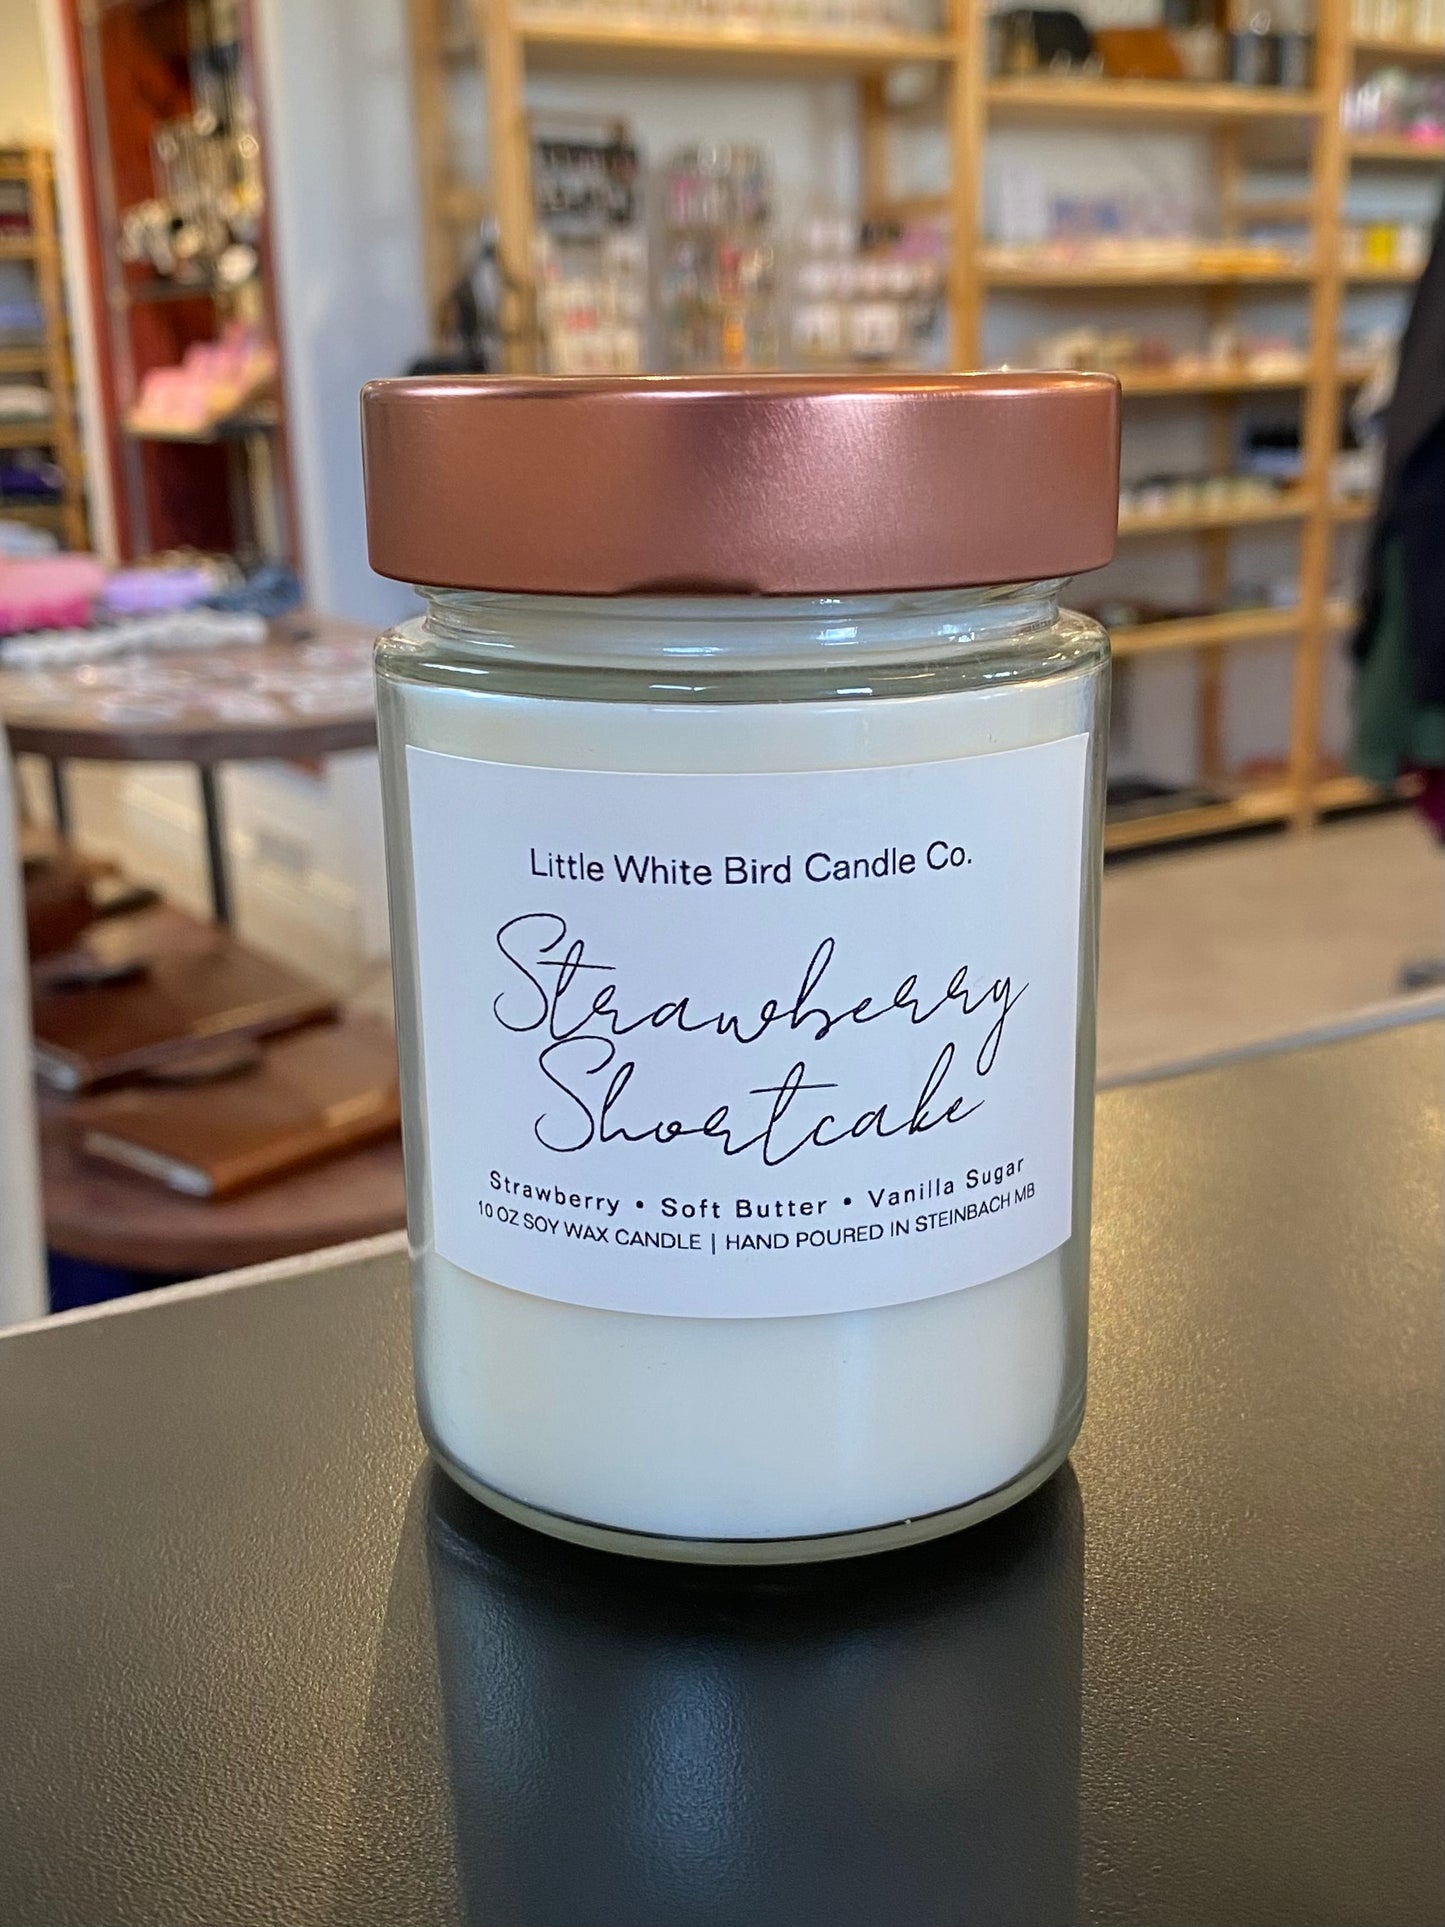 Little White Bird Candle Co.
Strawberry
Shortcake
Strawberry • Soft Butter • Vanilla Sugar
10 OZ SOY WAX CANDLE | HAND POURED IN STEINBACH MB